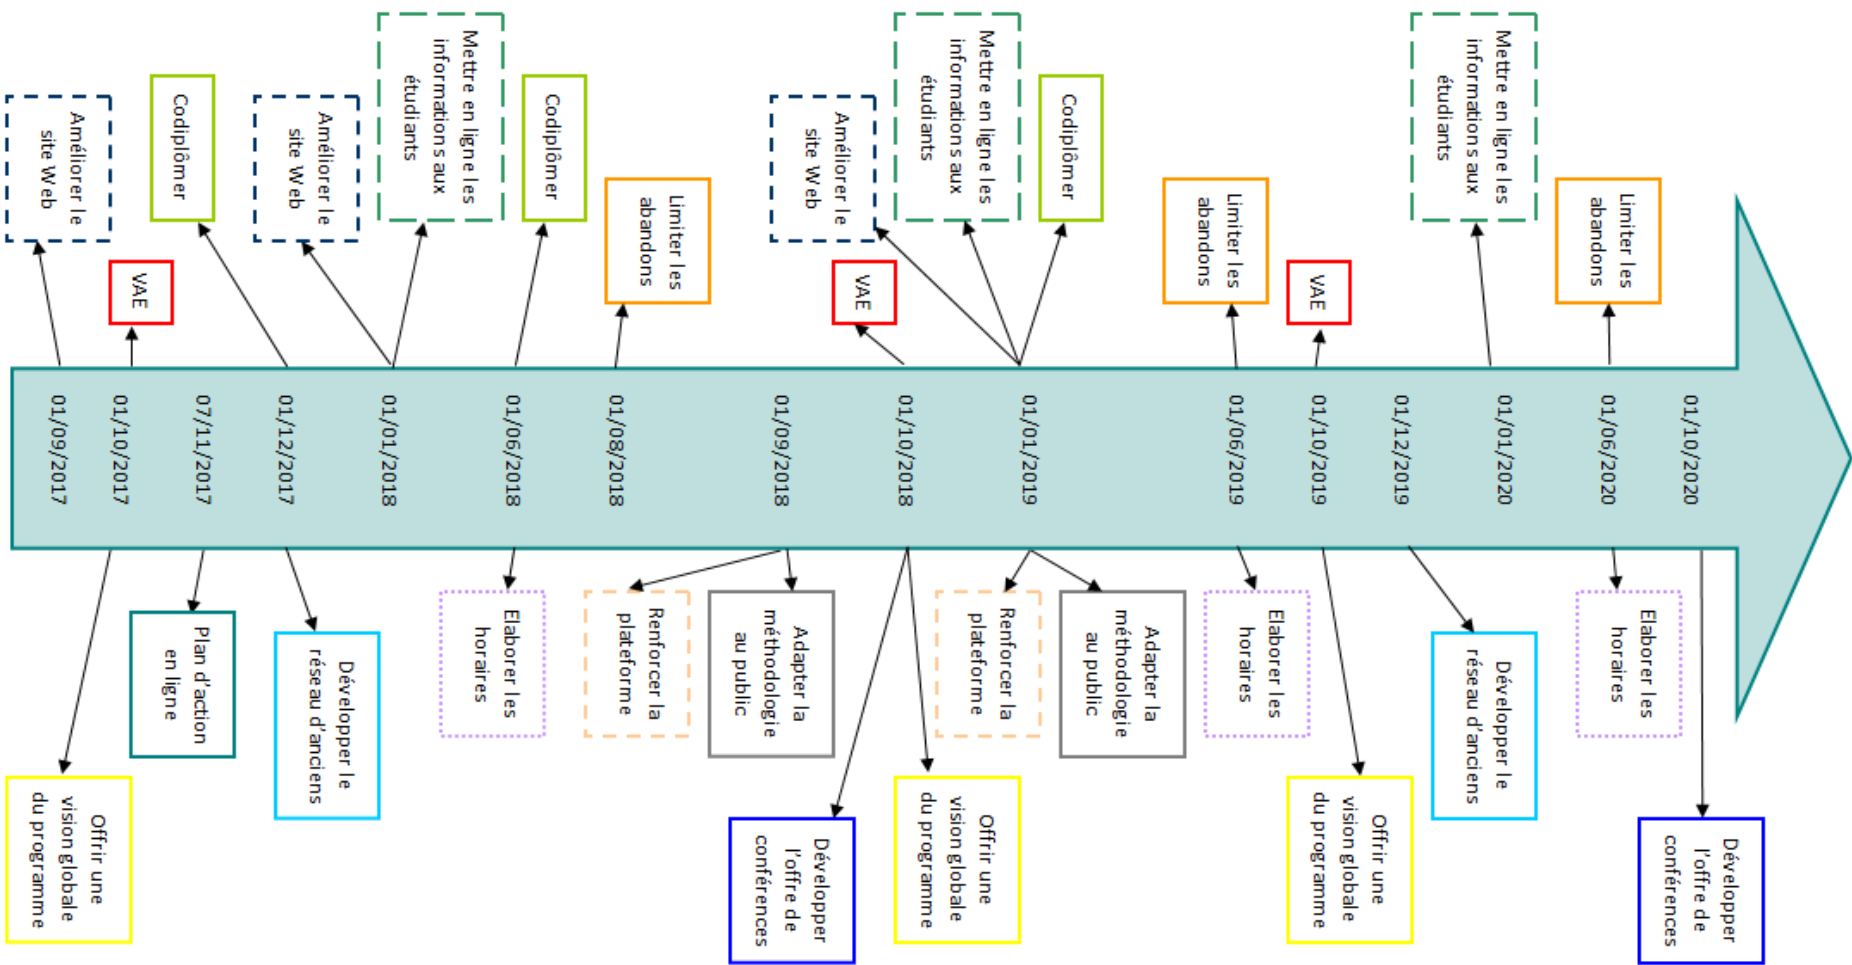 Améliorer le
site Web
Codiplômer
Améliorer le
site Web
Mettre en ligne les
informations aux
étudiants
Codiplômer
Limiter les
abandons
Améliorer le
site Web
Mettre en ligne les
informations aux
étudiants
Codiplômer
Limiter les
abandons
Mettre en ligne les
informations aux
étudiants
Limiter les
abandons
VAE
VAE
VAE
01/09/2017
01/10/2017
07/11/2017
01/12/2017
01/01/2018
01/06/2018
01/08/2018
01/09/2018
01/10/2018
01/01/2019
01/06/2019
01/10/2019
01/12/2019
01/01/2020
01/06/2020
01/10/2020
Offrir une
vision globale
du programme
Plan d'action
en ligne
Développer le
réseau d'anciens
Elaborer les
horaires
Renforcer la
plateforme
Adapter la
méthodologie
au public
Développer
l'offre de
conférences
Offrir une
vision globale
du programme
Renforcer la
plateforme
Adapter la
méthodologie
au public
Elaborer les
horaires
Offrir une
vision globale
du programme
Développer le
réseau d'anciens
Elaborer les
horaires
Développer
l'offre de
conférences